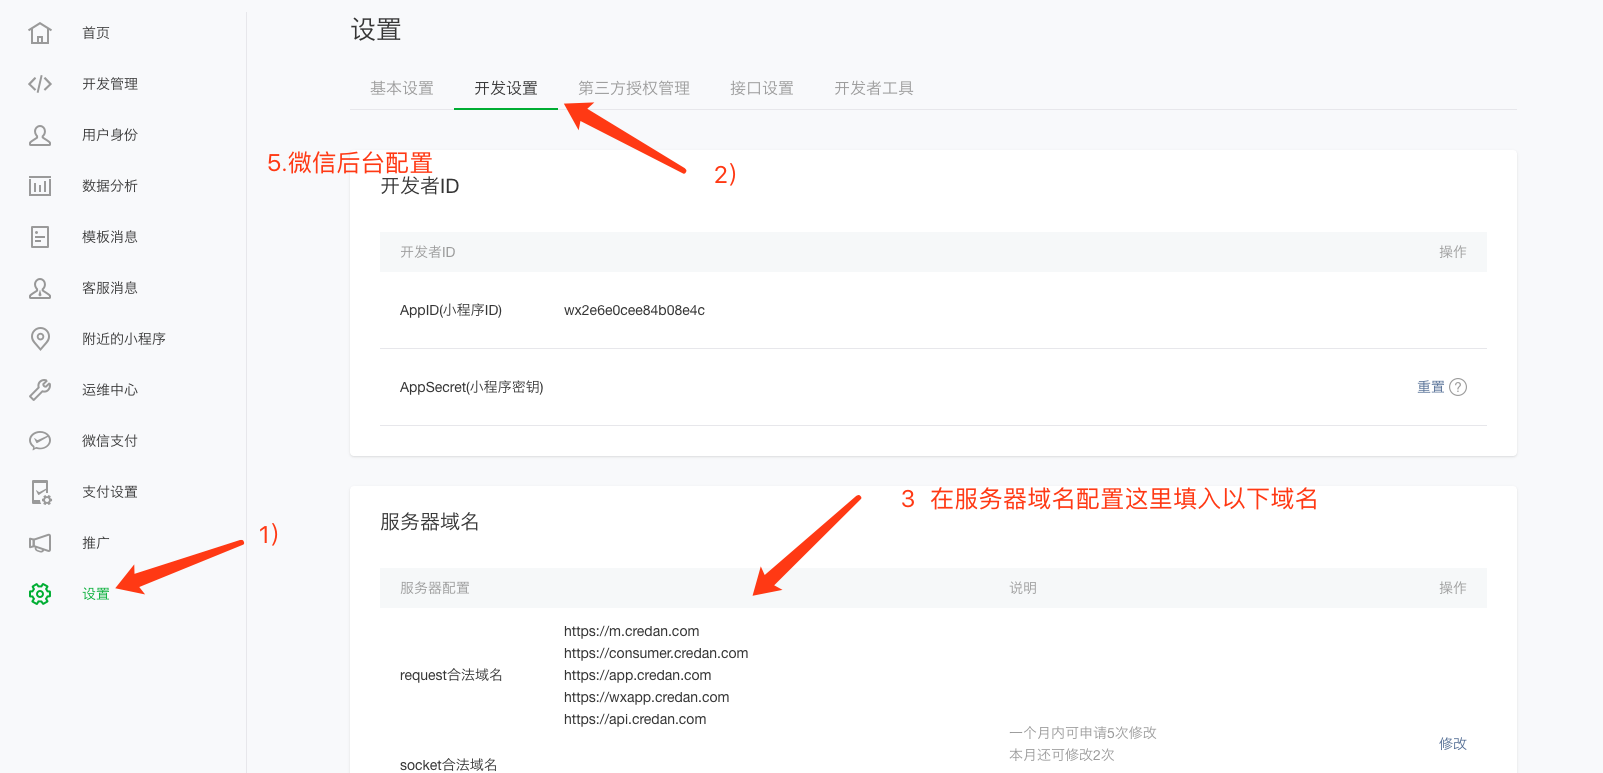 首页
开发管理
用户身份
数据分析
模板消息
客服消息
附近的小程序
运维中心
微信支付
支付设置
推广
设置
1)
设置
基本设置 开发设置 第三方授权管理 接口设置 开发者工具
2)
5.微信后台配置
开发者ID
开发者ID 操作
AppID(小程序ID) wx2e6e0cee84b08e4c
AppSecret(小程序密钥) 重置 ?
3 在服务器域名配置这里填入以下域名
服务器域名
服务器配置 说明 操作
https://m.credan.com
https://consumer.credan.com
request合法域名 https://app.credan.com
https://wxapp.credan.com
https://api.credan.com
一个月内可申请5次修改
本月还可修改2次
修改
socket合法域名